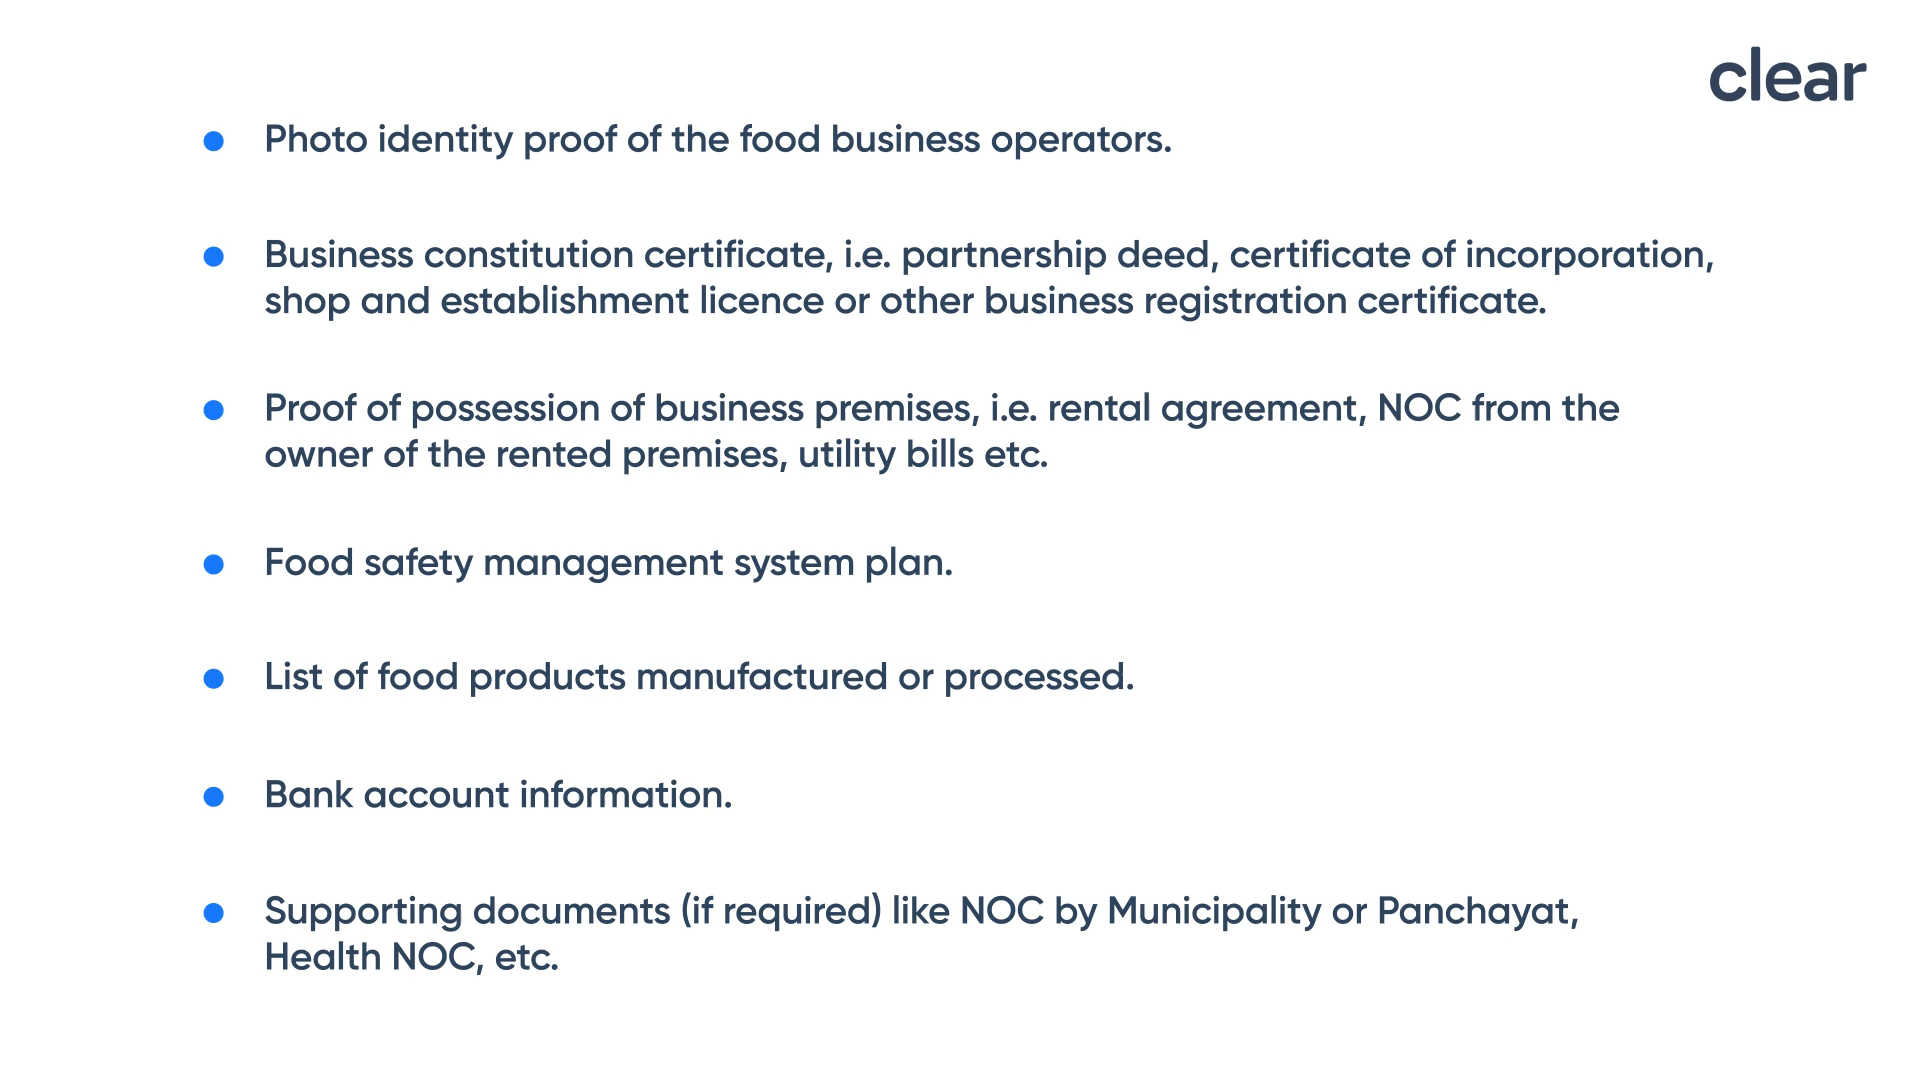 clear
● Photo identity proof of the food business operators.
● Business constitution certificate, i.e. partnership deed, certificate of incorporation,
shop and establishment licence or other business registration certificate.
● Proof of possession of business premises, i.e. rental agreement, NOC from the
owner of the rented premises, utility bills etc.
● Food safety management system plan.
● List of food products manufactured or processed.
● Bank account information.
● Supporting documents (if required) like NOC by Municipality or Panchayat,
Health NOC, etc.